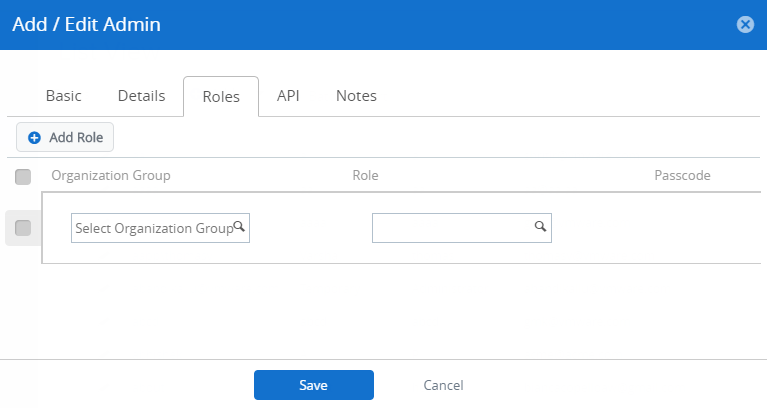 Add / Edit Admin
Basic Details Roles API Notes
Add Role
Organization Group Role Passcode
Select Organization Group
Save Cancel